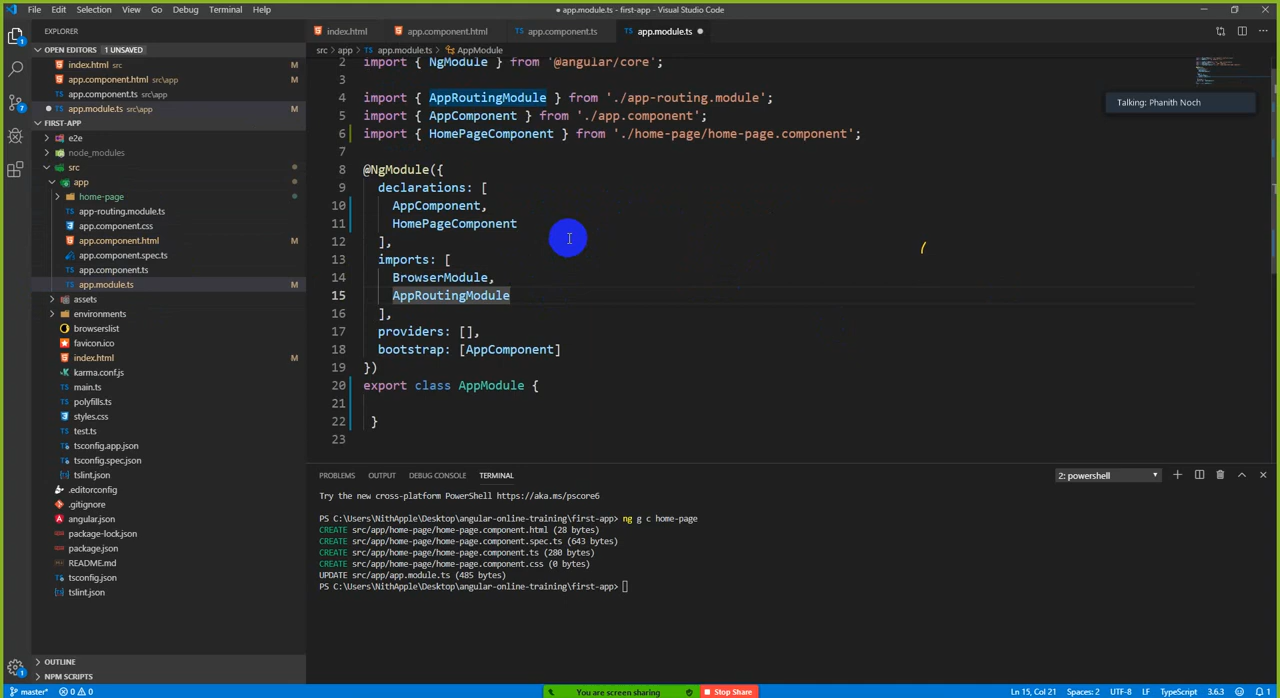 File Edit Selection View Go Debug Terminal Help
● app.module.ts - first-app - Visual Studio Code
EXPLORER
OPEN EDITORS 1 UNSAVED
index.html src M
app.component.html src\app M
app.component.ts src\app
app.module.ts src\app M
FIRST-APP
e2e
node_modules
src
app
home-page
app-routing.module.ts
app.component.css
app.component.html M
app.component.spec.ts
app.component.ts
app.module.ts M
assets
environments
browserslist
favicon.ico
index.html M
karma.conf.js
main.ts
polyfills.ts
styles.css
test.ts
tsconfig.app.json
tsconfig.spec.json
tslint.json
.editorconfig
.gitignore
angular.json
package-lock.json
package.json
README.md
tsconfig.json
tslint.json
OUTLINE
NPM SCRIPTS
index.html app.component.html app.component.ts app.module.ts
src > app > app.module.ts > AppModule
2 import { NgModule } from '@angular/core';
3
4 import { AppRoutingModule } from './app-routing.module';
5 import { AppComponent } from './app.component';
6 import { HomePageComponent } from './home-page/home-page.component';
7
8 @NgModule({
9 declarations: [
10 AppComponent,
11 HomePageComponent
12 ],
13 imports: [
14 BrowserModule,
15 AppRoutingModule
16 ],
17 providers: [],
18 bootstrap: [AppComponent]
19 })
20 export class AppModule {
21
22 }
23
Talking: Phanith Noch
PROBLEMS OUTPUT DEBUG CONSOLE TERMINAL
2: powershell
Try the new cross-platform PowerShell https://aka.ms/pscore6
PS C:\Users\NithApple\Desktop\angular-online-training\first-app> ng g c home-page
CREATE src/app/home-page/home-page.component.html (28 bytes)
CREATE src/app/home-page/home-page.component.spec.ts (643 bytes)
CREATE src/app/home-page/home-page.component.ts (280 bytes)
CREATE src/app/home-page/home-page.component.css (0 bytes)
UPDATE src/app/app.module.ts (485 bytes)
PS C:\Users\NithApple\Desktop\angular-online-training\first-app>
master* 0 0
You are screen sharing Stop Share
Ln 15, Col 21 Spaces: 2 UTF-8 LF TypeScript 3.6.3 1